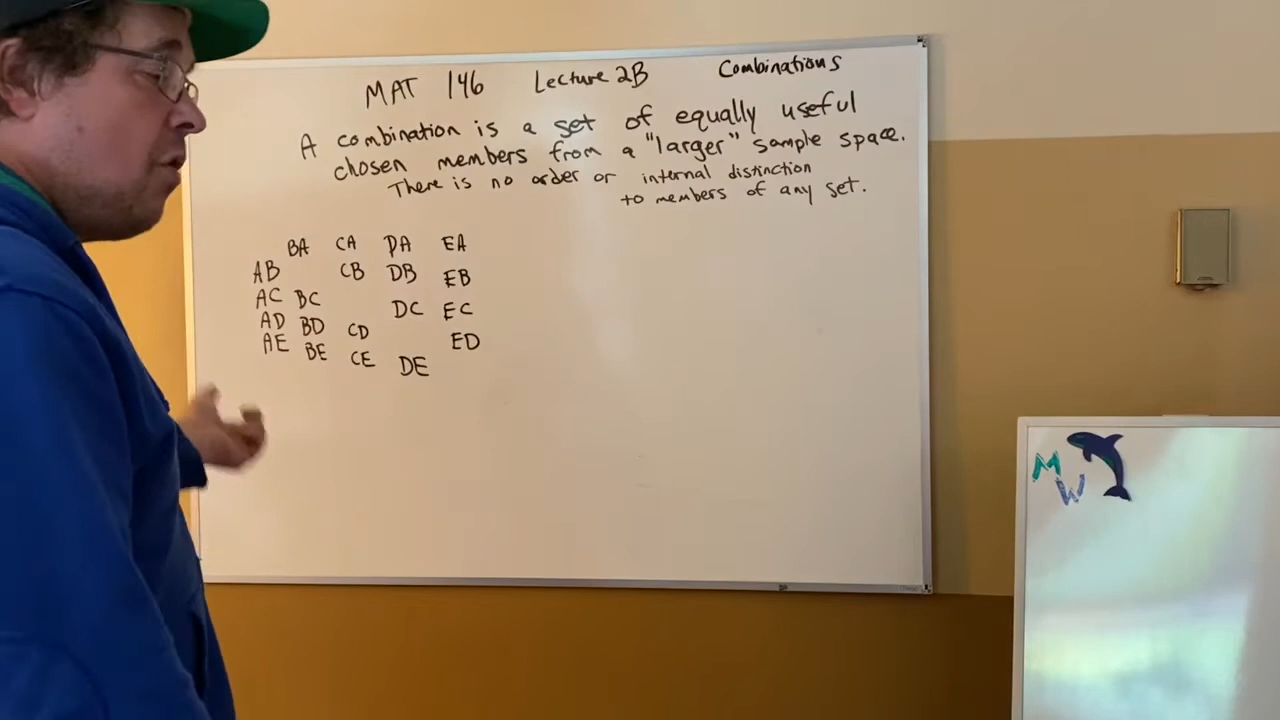 MAT 146 Lecture 2B Combinations
A combination is a set of equally useful
chosen members from a "larger" sample space.
There is no order or internal distinction
to members of any set.
BA CA DA EA
AB CB DB EB
AC BC DC EC
AD BD CD ED
AE BE CE DE
M
W